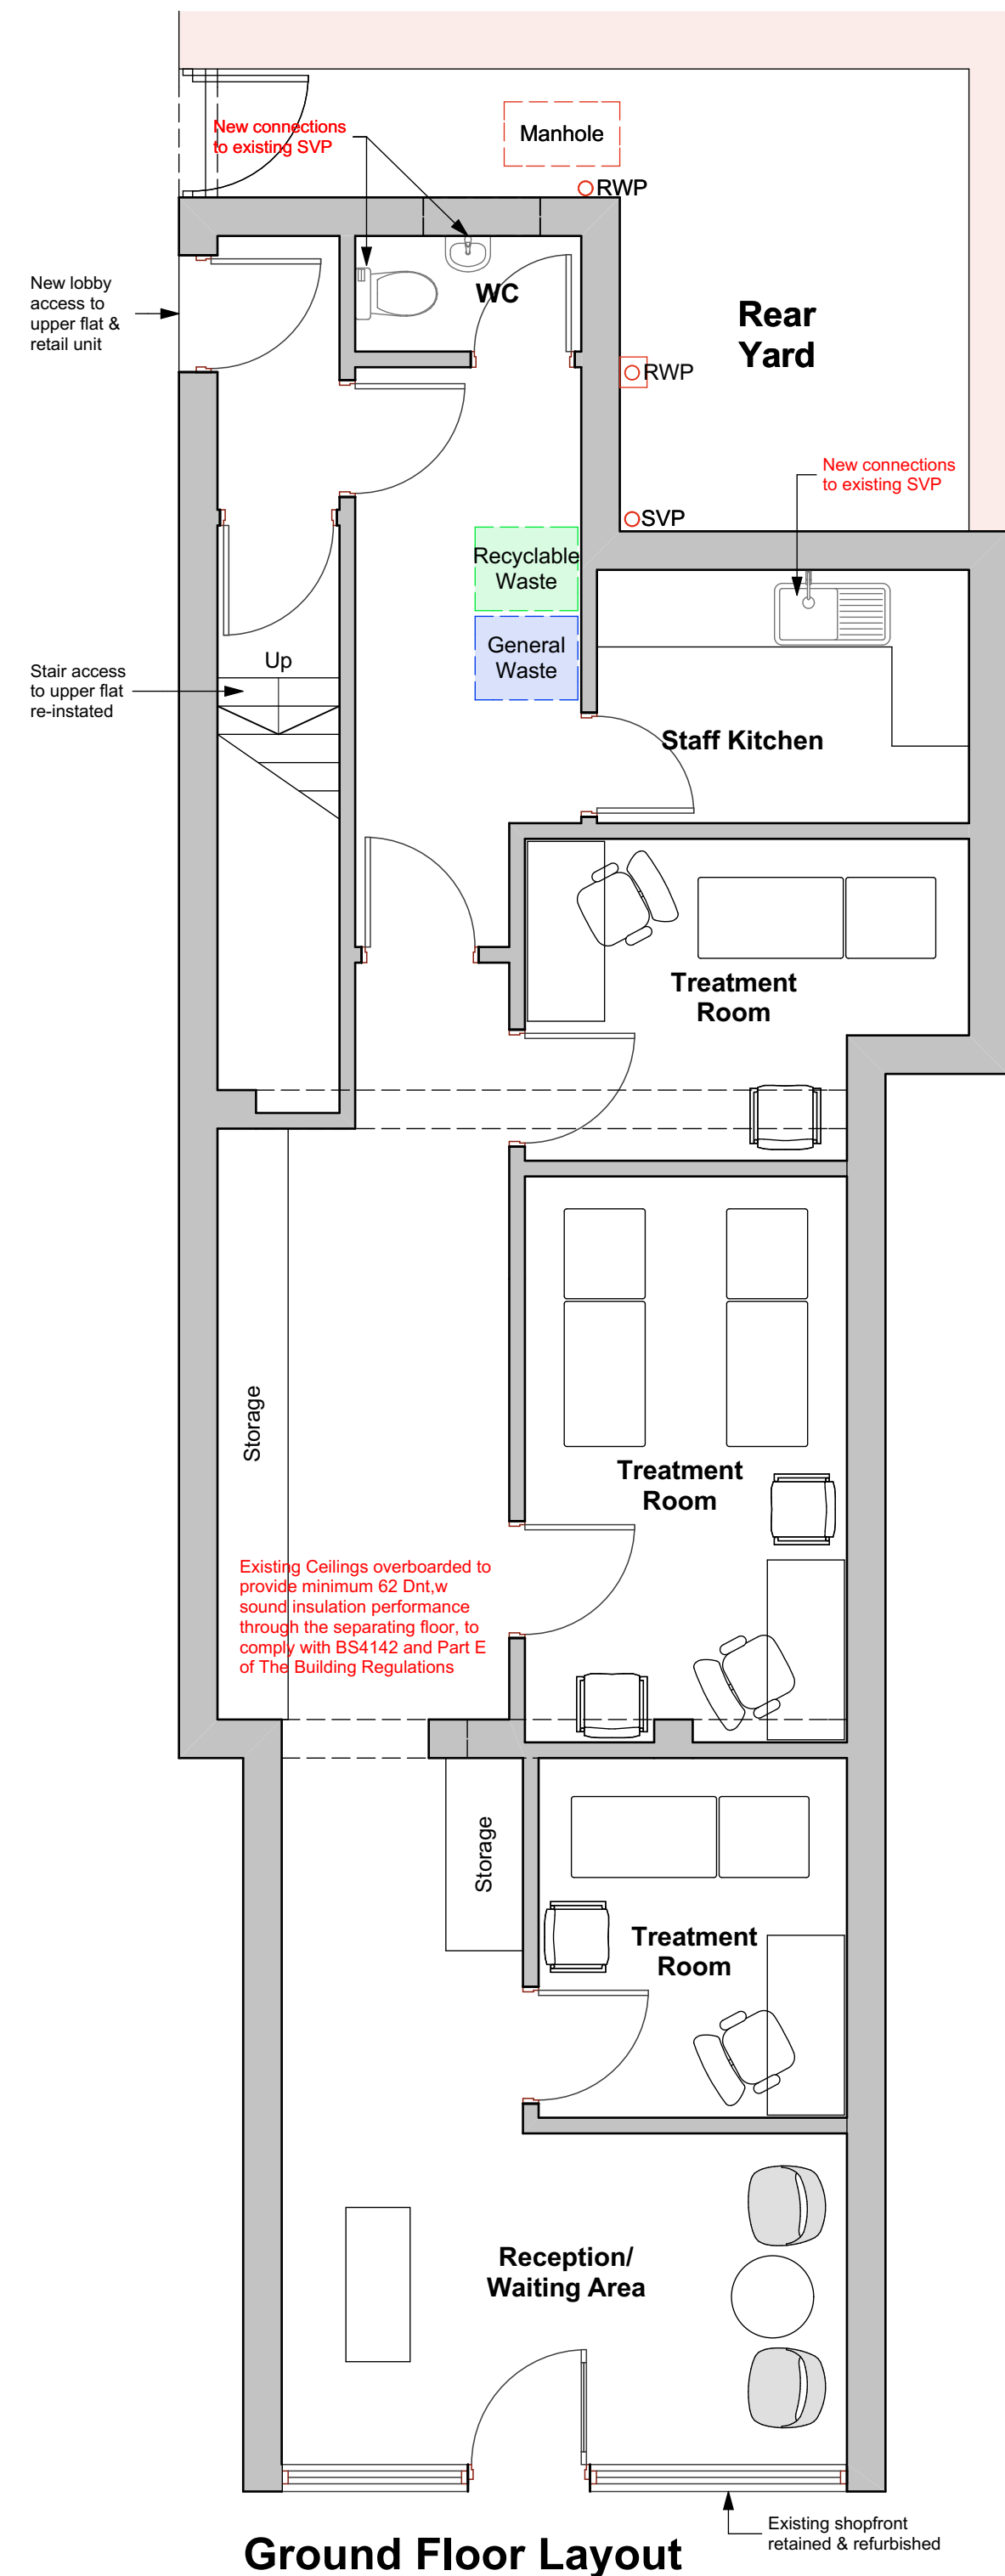 New connections
to existing SVP
Manhole
RWP
New lobby
access to
upper flat &
retail unit
WC
Rear
Yard
RWP
New connections
to existing SVP
SVP
Recyclable
Waste
General
Waste
Up
Stair access
to upper flat
re-instated
Staff Kitchen
Treatment
Room
Storage
Treatment
Room
Existing Ceilings overboarded to
provide minimum 62 Dnt,w
sound insulation performance
through the separating floor, to
comply with BS4142 and Part E
of The Building Regulations
Storage
Treatment
Room
Reception/
Waiting Area
Existing shopfront
retained & refurbished
Ground Floor Layout